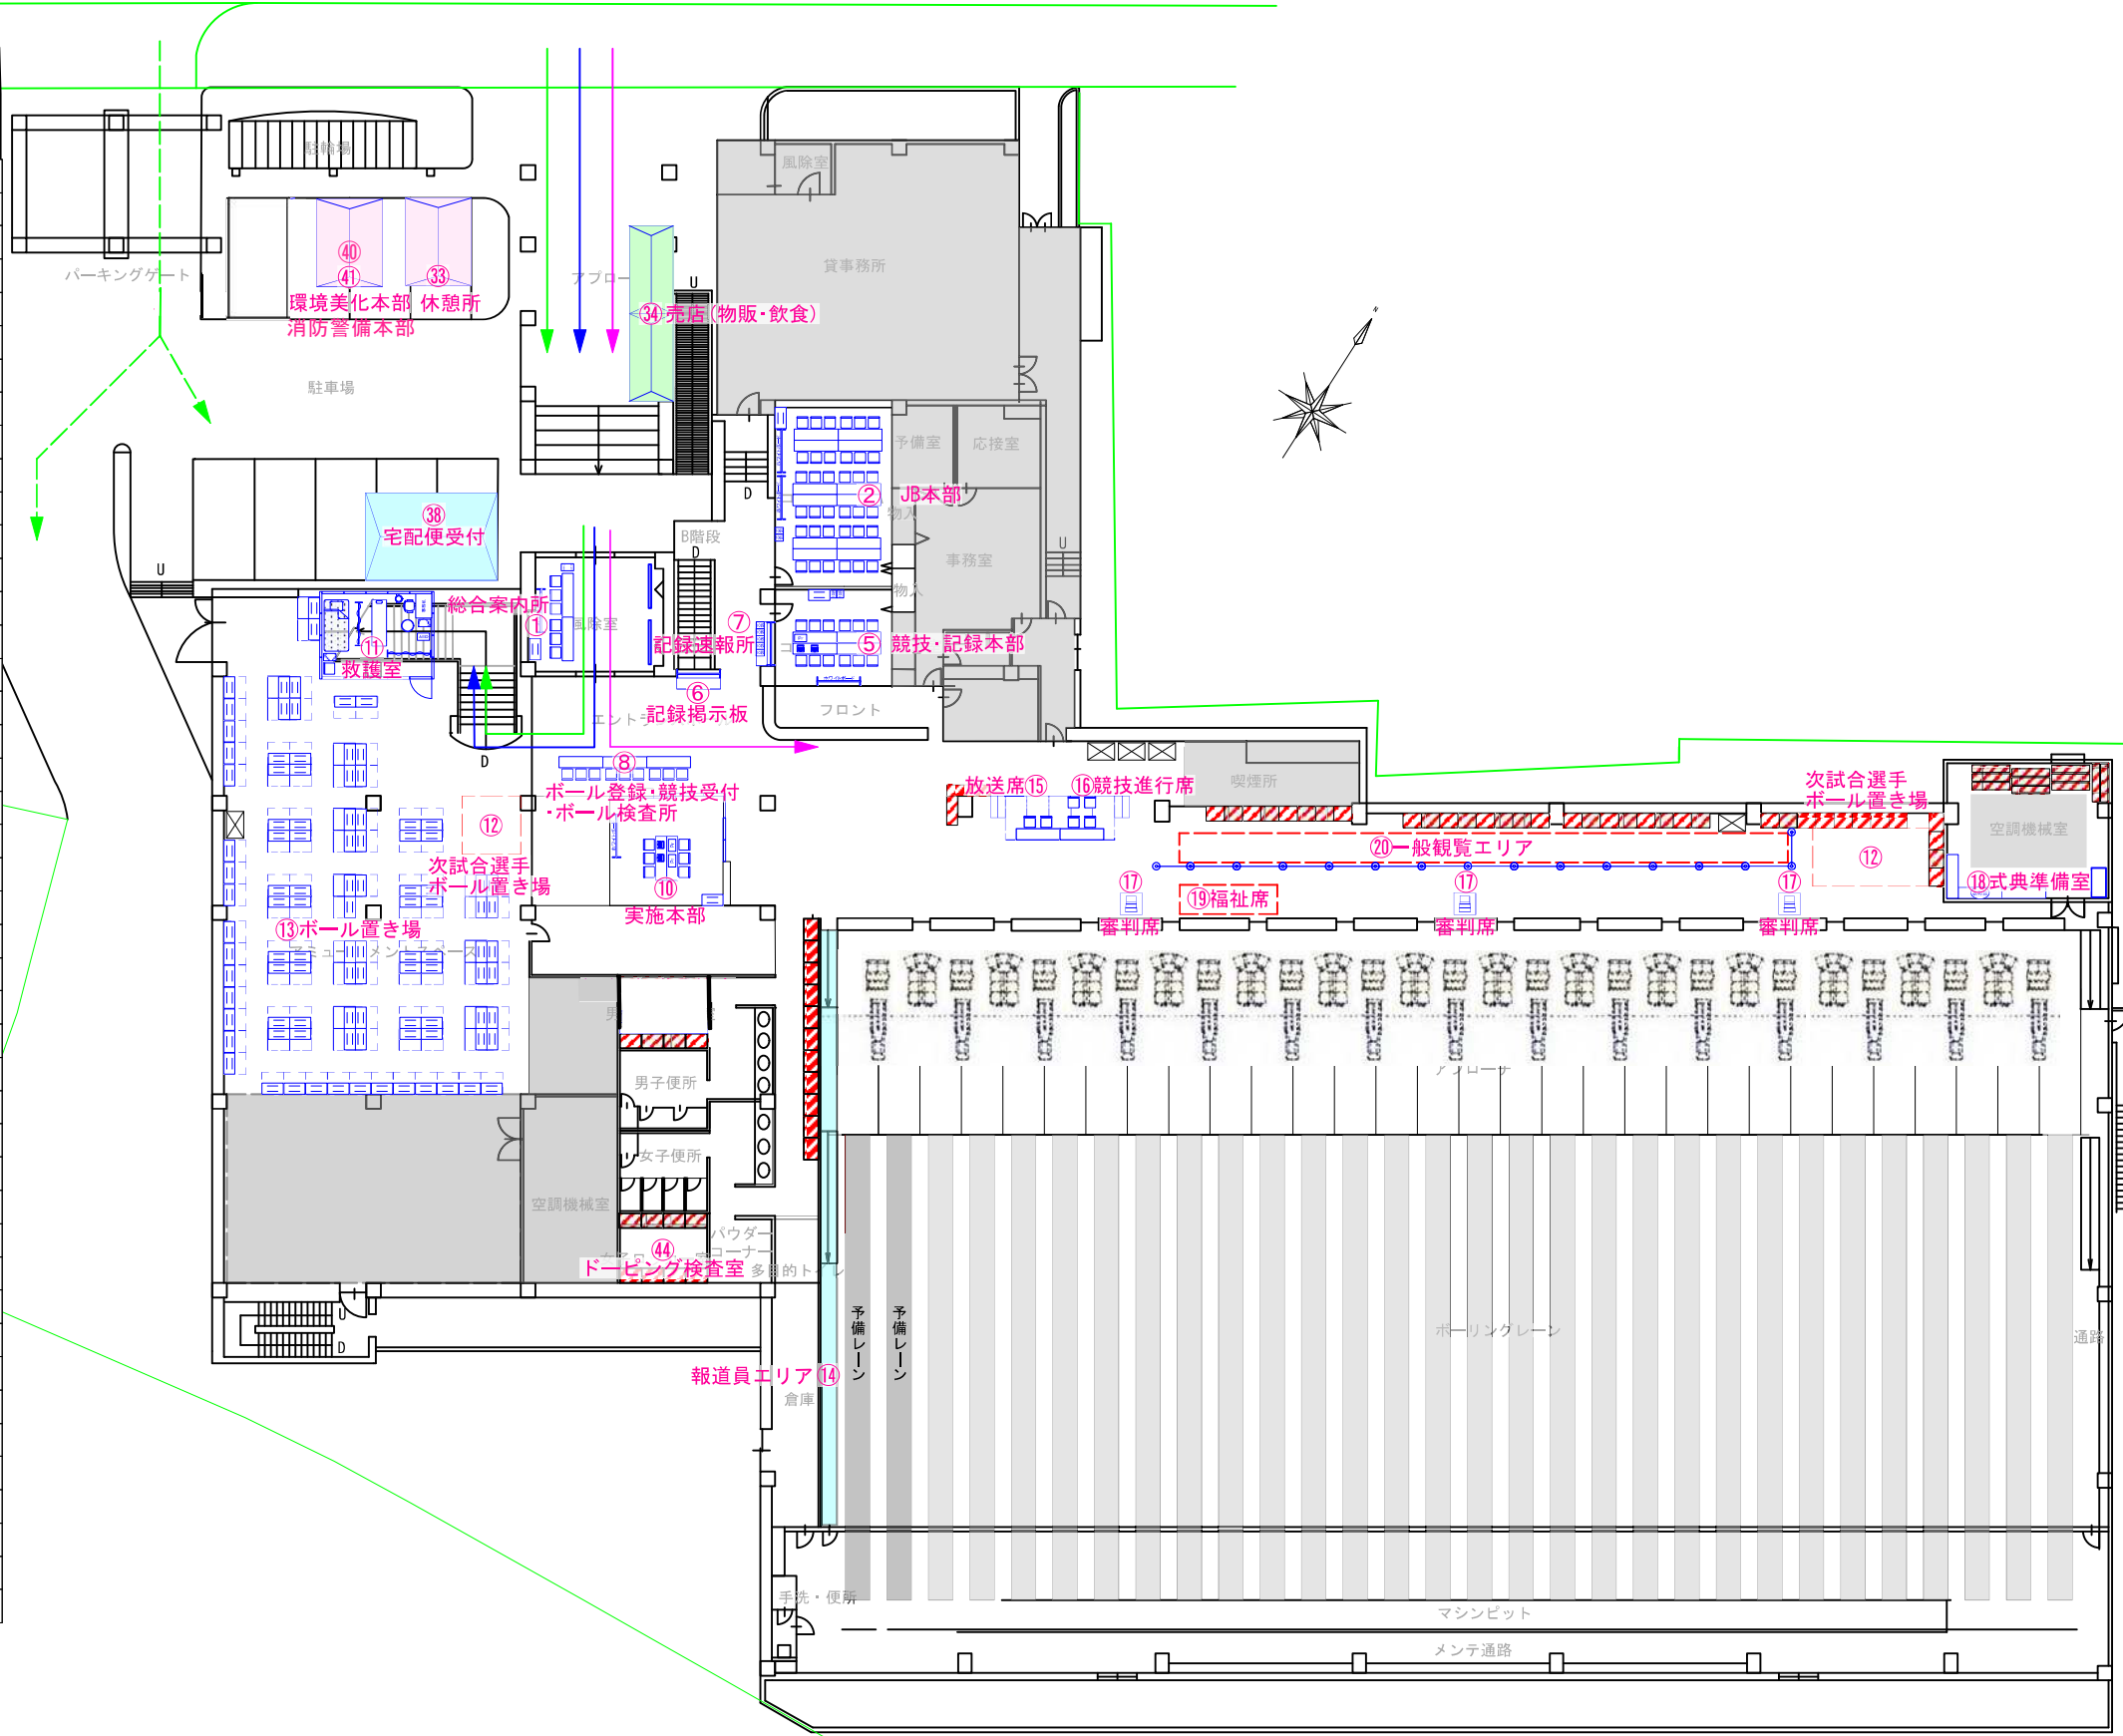 駐輪場
風除室
パーキングゲート
㊵
㊶
環境美化本部
消防警備本部
㉝
休憩所
アプロー
U
㉞売店(物販・飲食)
貸事務所
N
駐車場
予備室
応接室
D
②
JB本部
物入
㊳
宅配便受付
B階段
D
事務室
U
U
物入
総合案内所
①
風除室
⑦
記録速報所
⑤
競技・記録本部
⑪
救護室
⑥
記録掲示板
フロント
D
⑧
ボール登録・競技受付
・ボール検査所
放送席⑮
⑯競技進行席
喫煙所
次試合選手
ボール置き場
空調機械室
⑫
次試合選手
ボール置き場
⑩
実施本部
⑳一般観覧エリア
⑫
⑰
⑰
⑰
⑲福祉席
⑱式典準備室
審判席
審判席
審判席
⑬ボール置き場
男子便所
女子便所
空調機械室
パウダー
コーナー
㊹
ドーピング検査室
U
D
予備レーン
予備レーン
ボーリングレーン
通路
報道員エリア⑭
倉庫
手洗・便所
マシンピット
メンテ通路